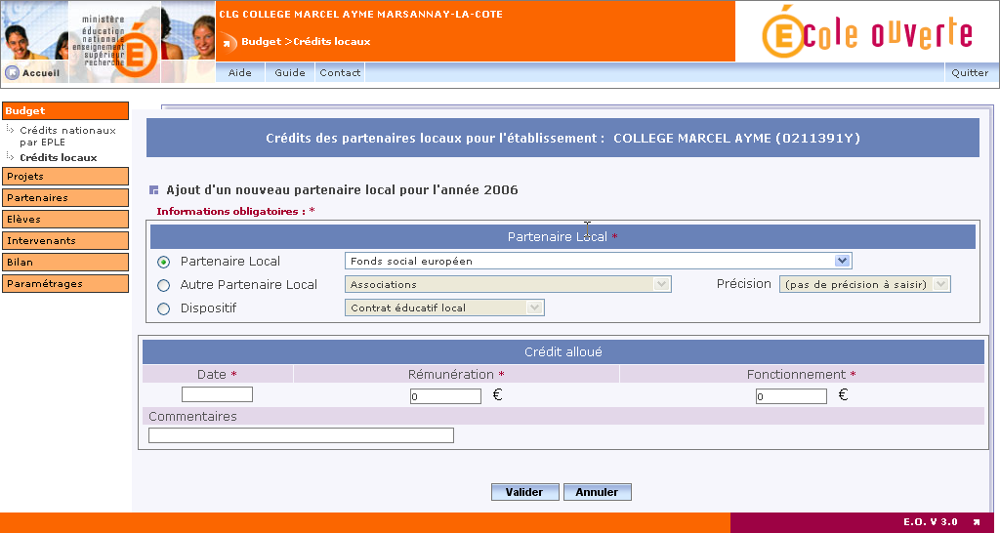 ministère
éducation
nationale
enseignement
supérieur
recherche
É
Accueil
CLG COLLEGE MARCEL AYME MARSANNAY-LA-COTE
Budget >Crédits locaux
École ouverte
Aide Guide Contact Quitter
Budget
Crédits nationaux
par EPLE
Crédits locaux
Projets
Partenaires
Elèves
Intervenants
Bilan
Paramétrages
Crédits des partenaires locaux pour l'établissement : COLLEGE MARCEL AYME (0211391Y)
Ajout d'un nouveau partenaire local pour l'année 2006
Informations obligatoires : *
Partenaire Local *
Partenaire Local Fonds social européen
Autre Partenaire Local Associations Précision (pas de précision à saisir)
Dispositif Contrat éducatif local
Crédit alloué
Date * Rémunération * Fonctionnement *
0 € 0 €
Commentaires
Valider Annuler
E.O. V 3.0